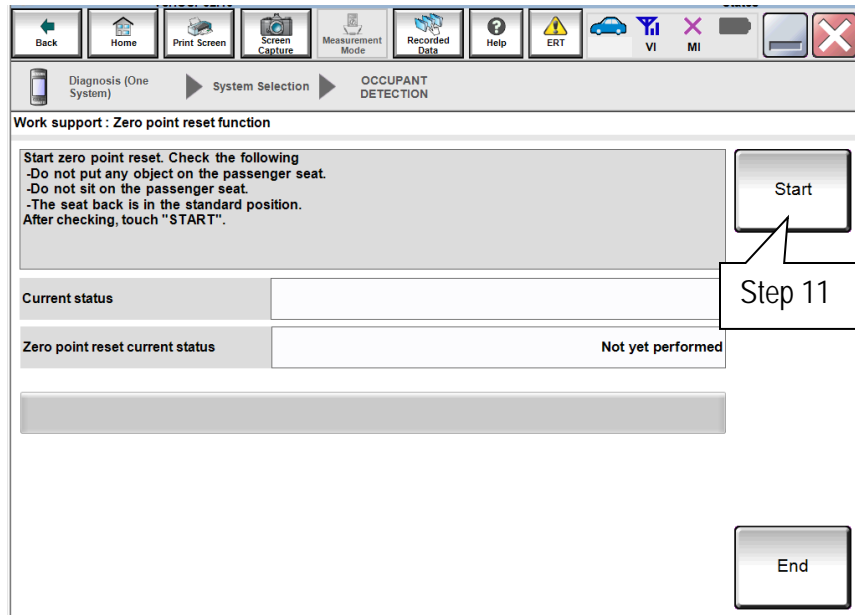 Status
Back
Home
Print Screen
Screen
Capture
Measurement
Mode
Recorded
Data
Help
ERT
VI
MI
Diagnosis (One
System)
System Selection
OCCUPANT
DETECTION
Work support : Zero point reset function
Start zero point reset. Check the following
-Do not put any object on the passenger seat.
-Do not sit on the passenger seat.
-The seat back is in the standard position.
After checking, touch "START".
Start
Step 11
Current status
Zero point reset current status
Not yet performed
End